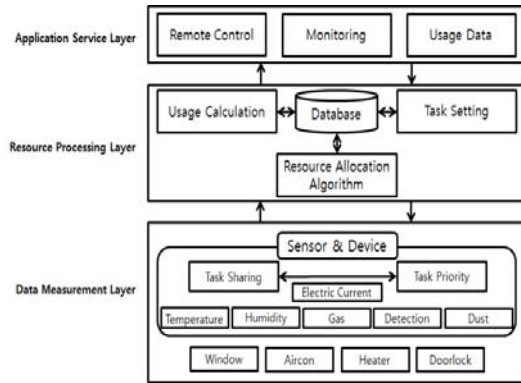 Application Service Layer
Remote Control
Monitoring
Usage Data
Resource Processing Layer
Usage Calculation
Database
Task Setting
Resource Allocation
Algorithm
Data Measurement Layer
Sensor & Device
Task Sharing
Task Priority
Electric Current
Temperature
Humidity
Gas
Detection
Dust
Window
Aircon
Heater
Doorlock